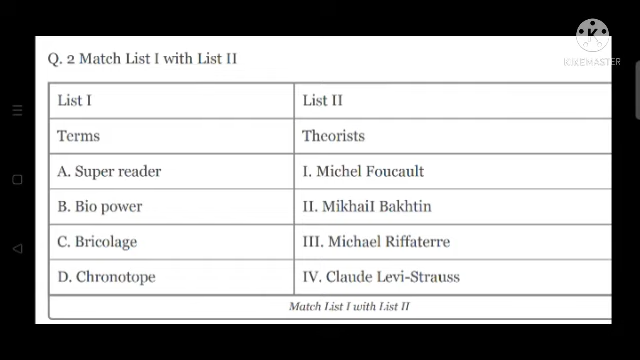 K
KINEMASTER
Q. 2 Match List I with List II
List I List II
Terms Theorists
A. Super reader I. Michel Foucault
B. Bio power II. MikhaiI Bakhtin
C. Bricolage III. Michael Riffaterre
D. Chronotope IV. Claude Levi-Strauss
Match List I with List II